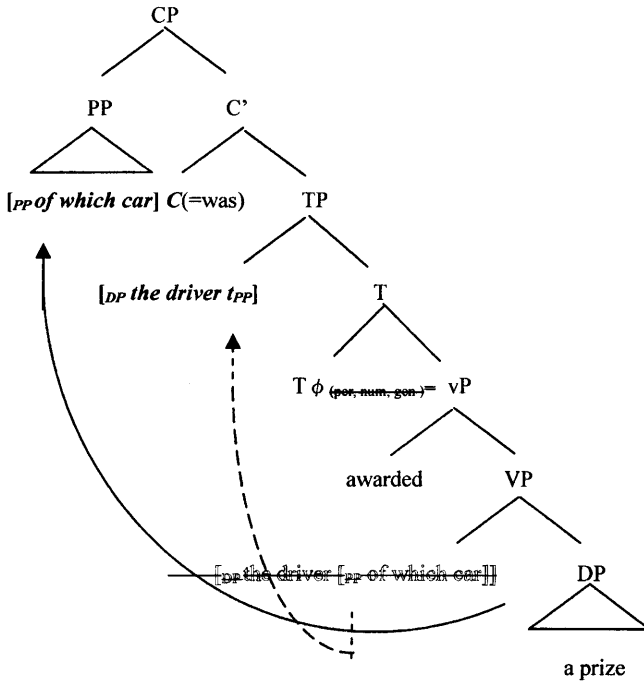 CP
PP C’
[PP of which car] C(=was) TP
[DP the driver tPP] T
T ϕ (per, num, gen )= vP
awarded VP
[DP the driver [PP of which car]] DP
a prize